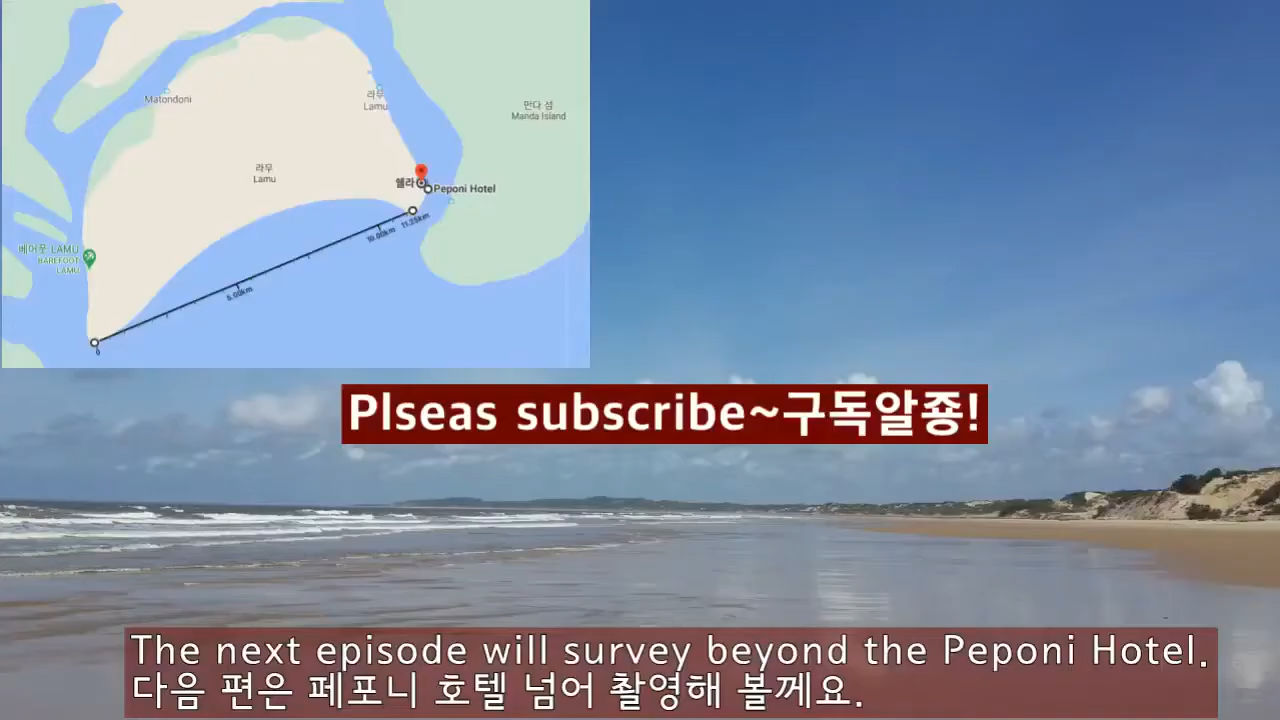 Matondoni
라무
Lamu
만다 섬
Manda Island
라무
Lamu
쉘라
Peponi Hotel
10.00km
11.25km
베어풋 LAMU
BAREFOOT
LAMU
5.00km
0
Plseas subscribe~구독알죵!
The next episode will survey beyond the Peponi Hotel.
다음 편은 페포니 호텔 넘어 촬영해 볼께요.